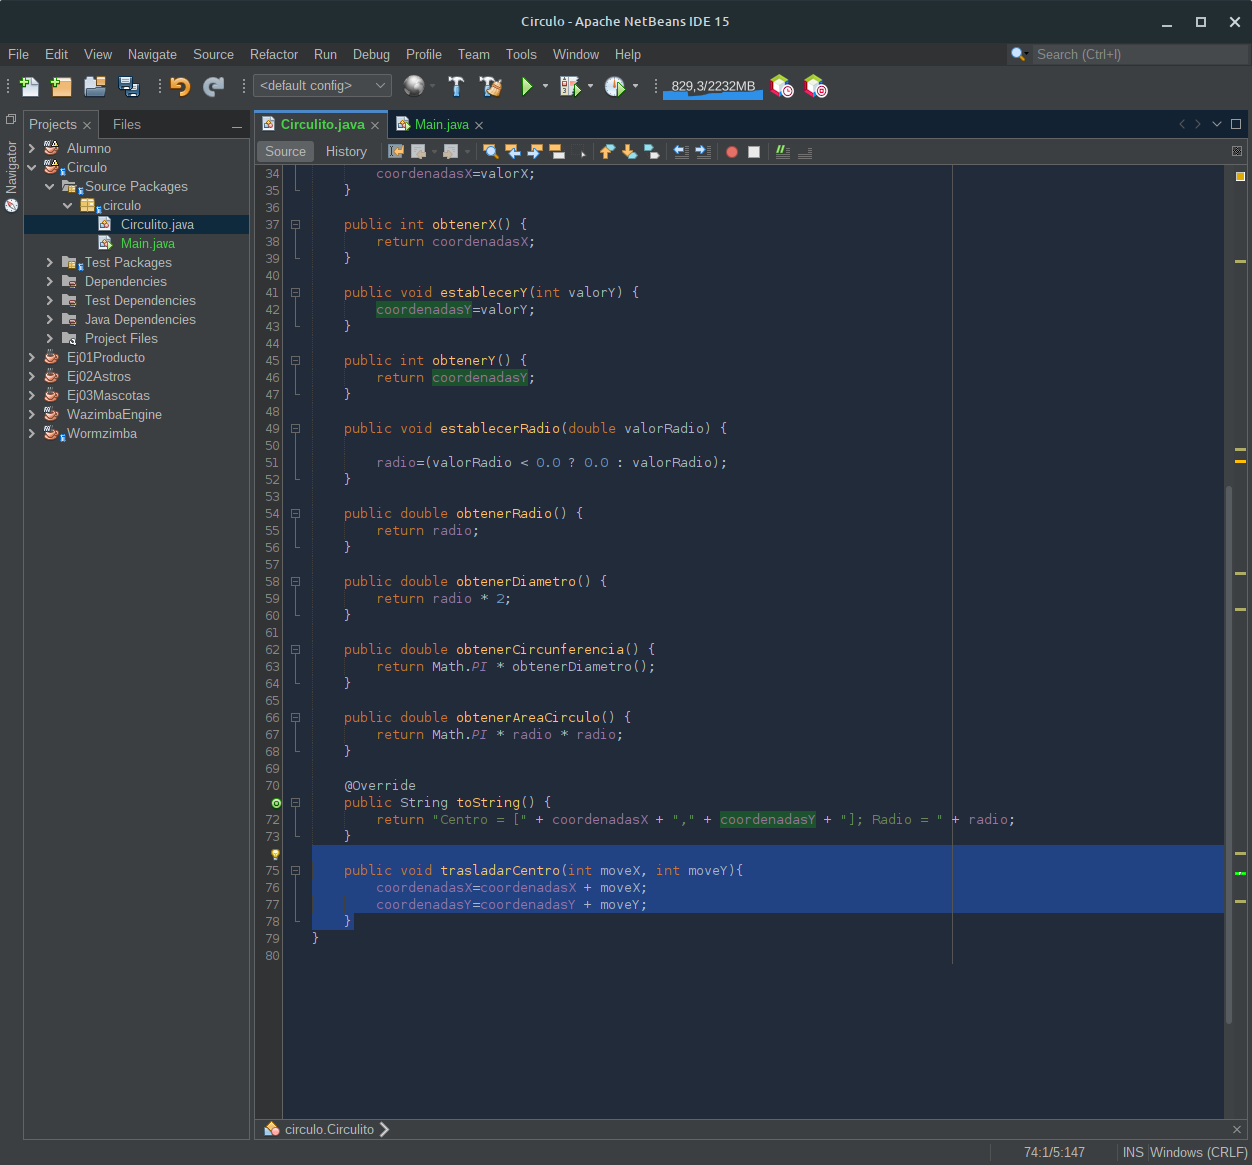 Circulo - Apache NetBeans IDE 15
File Edit View Navigate Source Refactor Run Debug Profile Team Tools Window Help
Search (Ctrl+I)
<default config>
829,3/2232MB
Projects
Files
Navigator
Alumno
Circulo
Source Packages
circulo
Circulito.java
Main.java
Test Packages
Dependencies
Test Dependencies
Java Dependencies
Project Files
Ej01Producto
Ej02Astros
Ej03Mascotas
WazimbaEngine
Wormzimba
Circulito.java
Main.java
Source History
34 coordenadasX=valorX;
35 }
36
37 public int obtenerX() {
38 return coordenadasX;
39 }
40
41 public void establecerY(int valorY) {
42 coordenadasY=valorY;
43 }
44
45 public int obtenerY() {
46 return coordenadasY;
47 }
48
49 public void establecerRadio(double valorRadio) {
50
51 radio=(valorRadio < 0.0 ? 0.0 : valorRadio);
52 }
53
54 public double obtenerRadio() {
55 return radio;
56 }
57
58 public double obtenerDiametro() {
59 return radio * 2;
60 }
61
62 public double obtenerCircunferencia() {
63 return Math.PI * obtenerDiametro();
64 }
65
66 public double obtenerAreaCirculo() {
67 return Math.PI * radio * radio;
68 }
69
70 @Override
public String toString() {
72 return "Centro = [" + coordenadasX + "," + coordenadasY + "]; Radio = " + radio;
73 }
75 public void trasladarCentro(int moveX, int moveY){
76 coordenadasX=coordenadasX + moveX;
77 coordenadasY=coordenadasY + moveY;
78 }
79 }
80
circulo.Circulito
74:1/5:147
INS
Windows (CRLF)